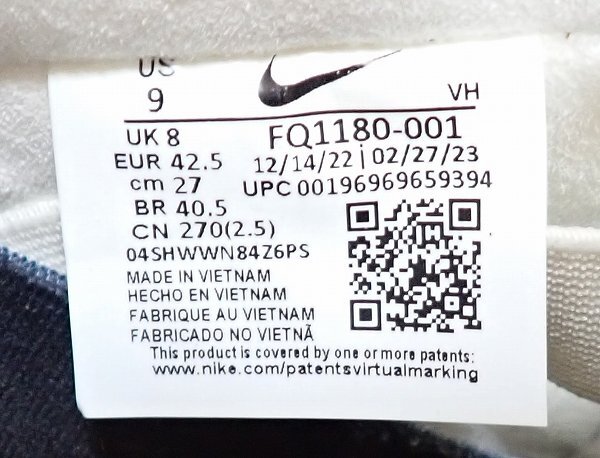 US
9
VH
UK 8
FQ1180-001
EUR 42.5
12/14/22 | 02/27/23
cm 27
UPC 00196969659394
BR 40.5
CN 270(2.5)
04SHWWN84Z6PS
MADE IN VIETNAM
HECHO EN VIETNAM
FABRIQUE AU VIETNAM
FABRICADO NO VIETNÃ
This product is covered by one or more patents:
www.nike.com/patentsvirtualmarking